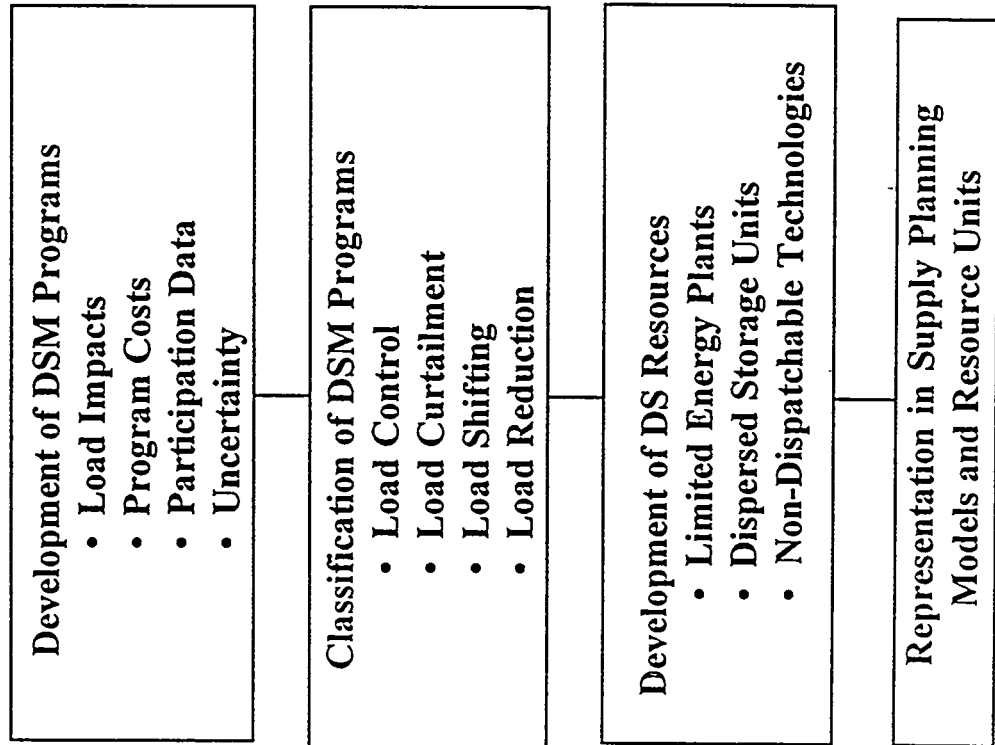 Development of DSM Programs
• Load Impacts
• Program Costs
• Participation Data
• Uncertainty
Classification of DSM Programs
• Load Control
• Load Curtailment
• Load Shifting
• Load Reduction
Development of DS Resources
• Limited Energy Plants
• Dispersed Storage Units
• Non-Dispatchable Technologies
Representation in Supply Planning
Models and Resource Units